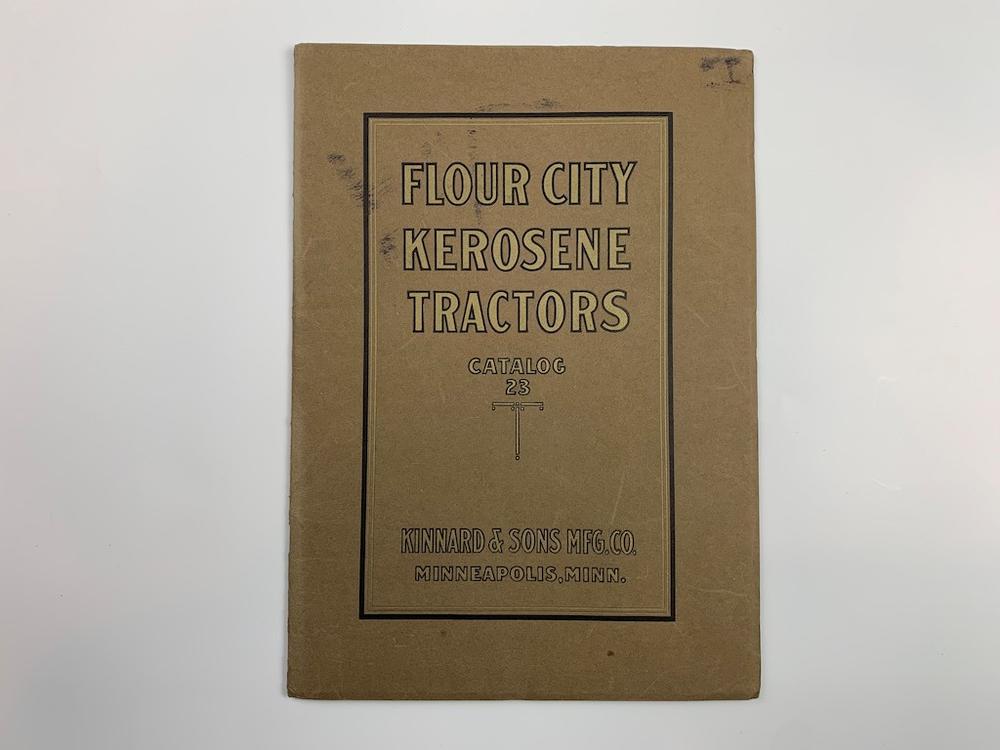 FLOUR CITY
KEROSENE
TRACTORS
CATALOG
23
KINNARD & SONS MFG. CO.
MINNEAPOLIS, MINN.